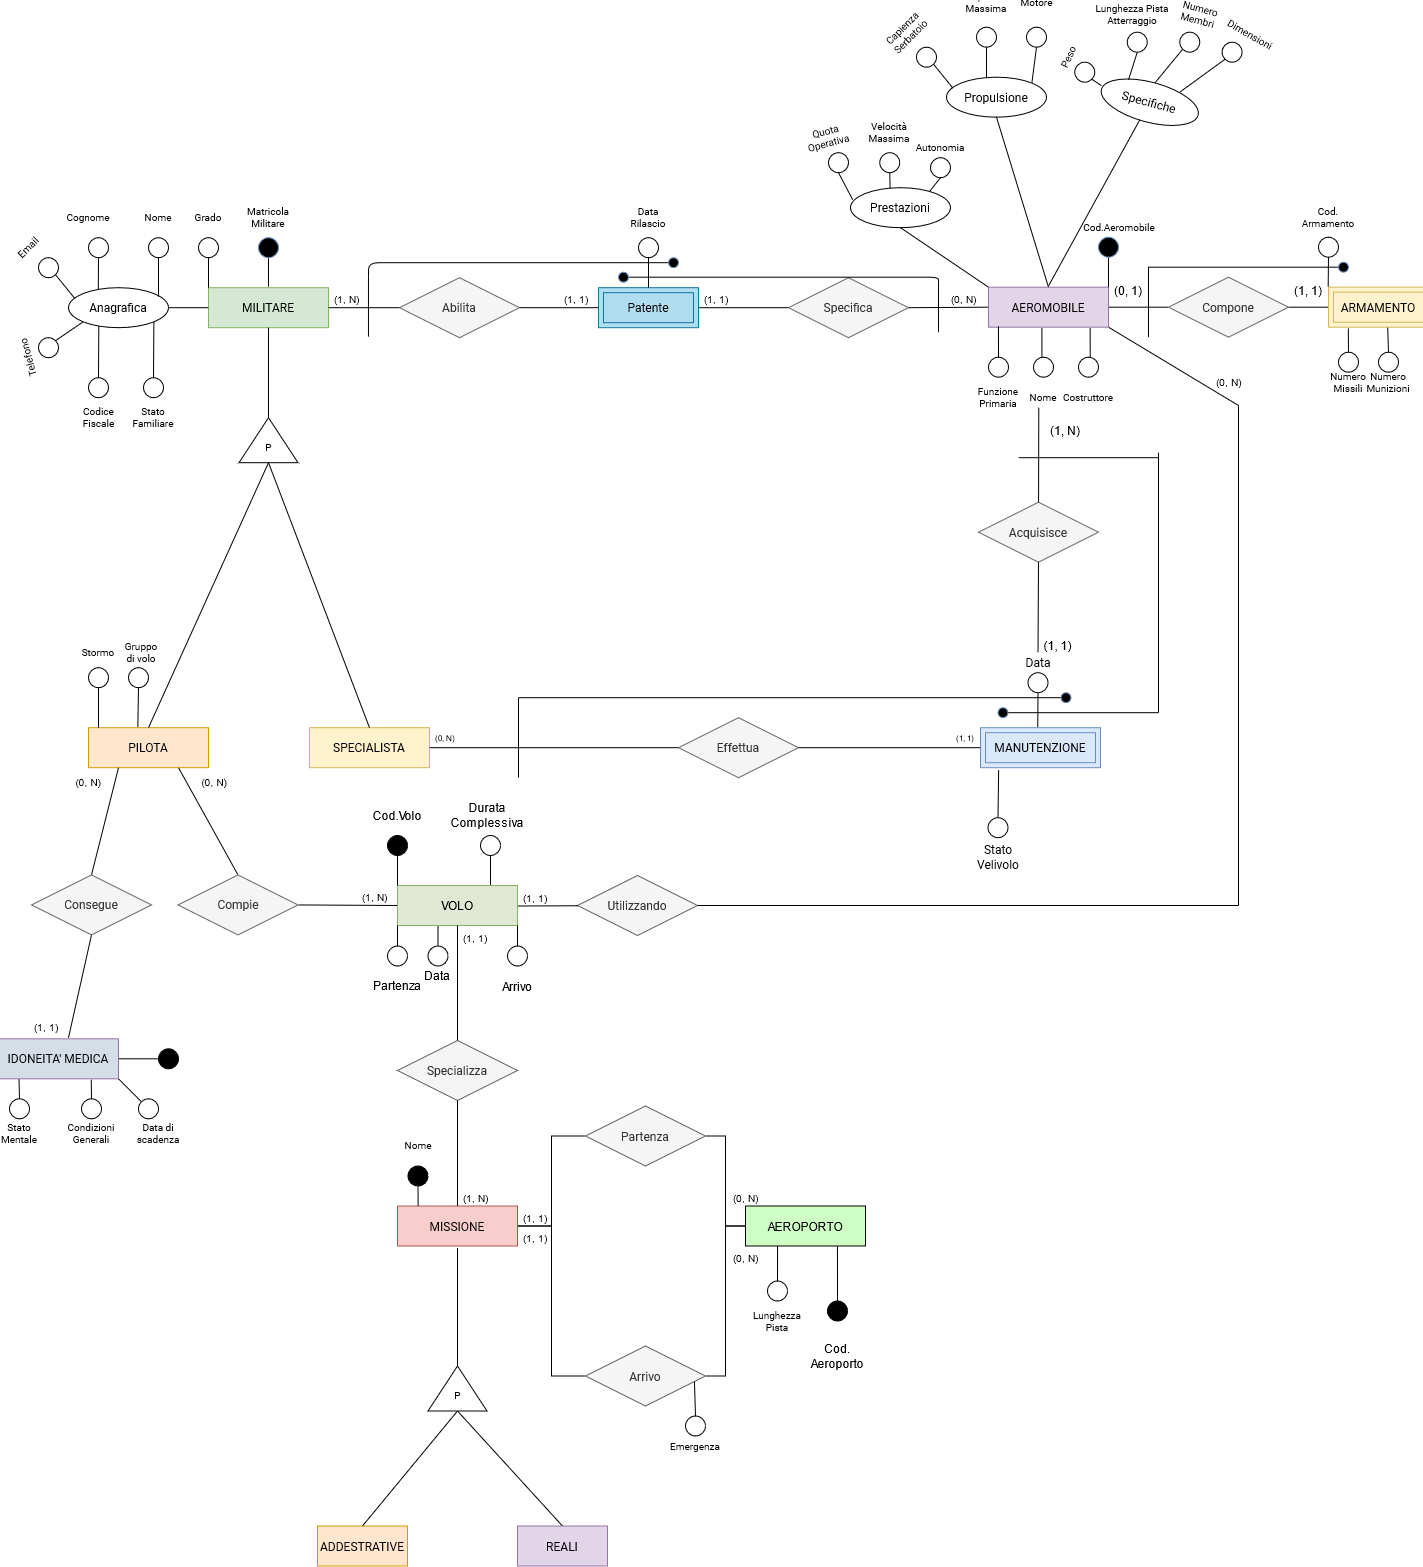 Massima
Motore
Lunghezza Pista
Atterraggio
Numero
Membri
Dimensioni
Capienza
Serbatoio
Peso
Propulsione
Specifiche
Quota
Operativa
Velocità
Massima
Autonomia
Prestazioni
Cognome
Nome
Grado
Matricola
Militare
Data
Rilascio
Cod.Aeromobile
Cod.
Armamento
Email
Anagrafica
MILITARE
(1, N)
Abilita
(1, 1)
Patente
(1, 1)
Specifica
(0, N)
AEROMOBILE
(0, 1)
Compone
(1, 1)
ARMAMENTO
Telefono
Codice
Fiscale
Stato
Familiare
Funzione
Primaria
Nome
Costruttore
(0, N)
Numero
Missili
Numero
Munizioni
(1, N)
P
Acquisisce
(1, 1)
Data
Stormo
Gruppo
di volo
PILOTA
SPECIALISTA
(0, N)
Effettua
(1, 1)
MANUTENZIONE
(0, N)
(0, N)
Cod.Volo
Durata
Complessiva
Stato
Velivolo
Consegue
Compie
(1, N)
VOLO
(1, 1)
Utilizzando
(1, 1)
Partenza
Data
Arrivo
(1, 1)
IDONEITA' MEDICA
Stato
Mentale
Condizioni
Generali
Data di
scadenza
Specializza
Nome
Partenza
(1, N)
MISSIONE
(1, 1)
(1, 1)
(0, N)
AEROPORTO
(0, N)
Lunghezza
Pista
Cod.
Aeroporto
Arrivo
P
Emergenza
ADDESTRATIVE
REALI